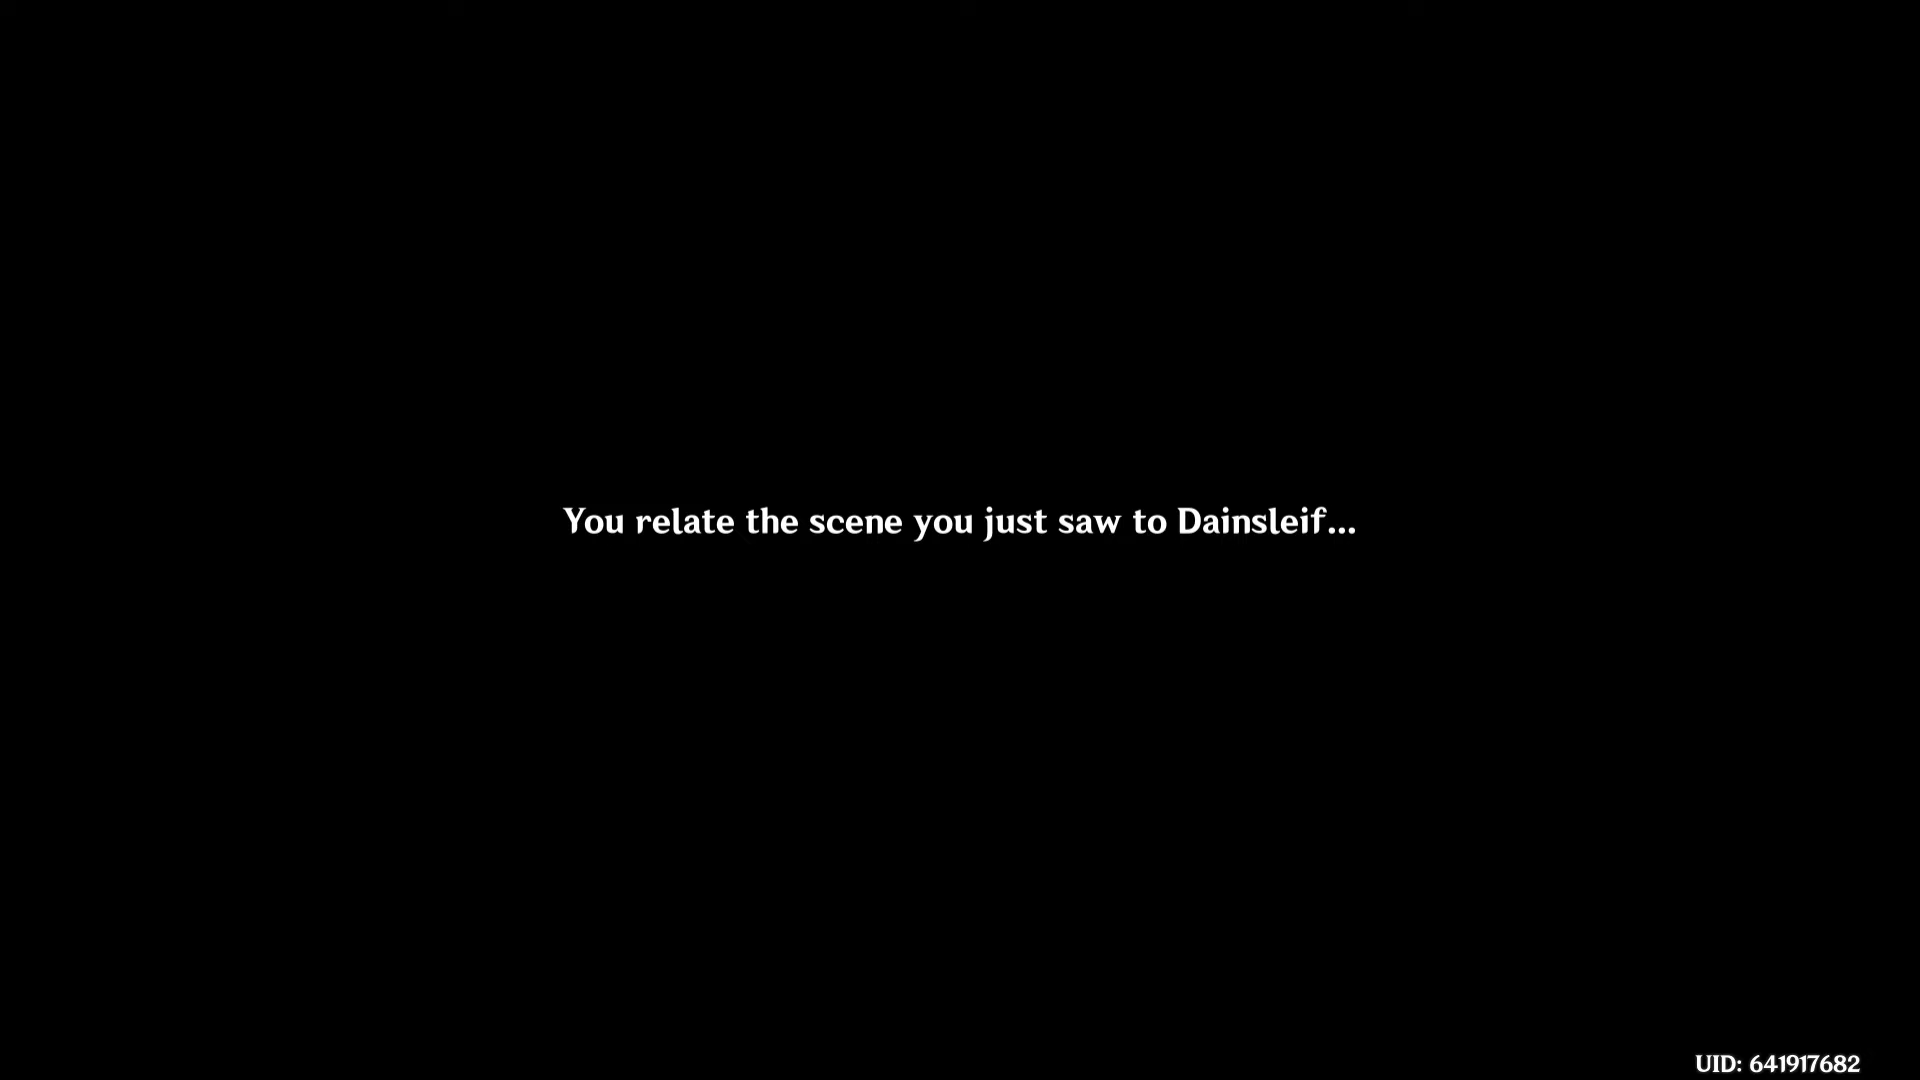 You relate the scene you just saw to Dainsleif...
UID: 641917682